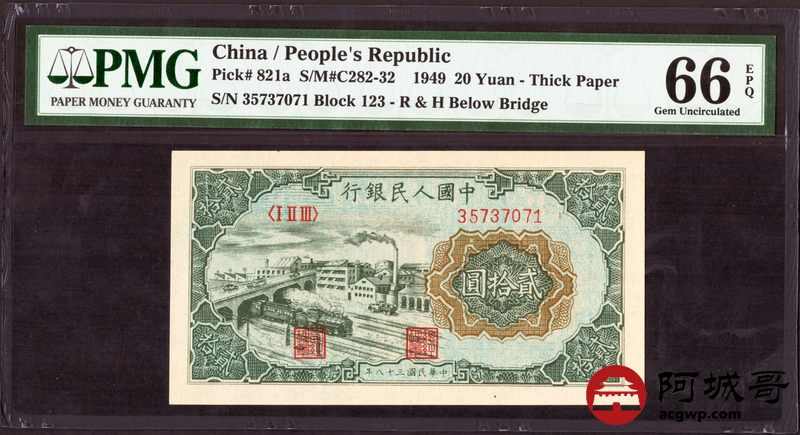 PMG
PAPER MONEY GUARANTY
China / People's Republic
Pick# 821a S/M#C282-32 1949 20 Yuan - Thick Paper
S/N 35737071 Block 123 - R & H Below Bridge
66 EPQ
Gem Uncirculated
行銀民人國中
〈I II III〉
35737071
圓拾貳
年八十三國民華中
阿城哥
acgwp.com